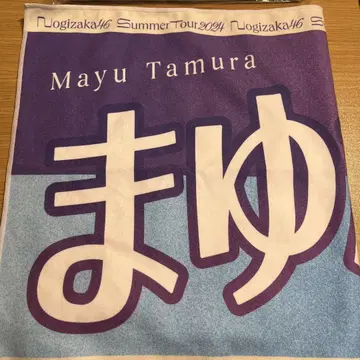 Nogizaka46 Summer Tour 2024 Nogizaka46 S
Mayu Tamura
まゆ